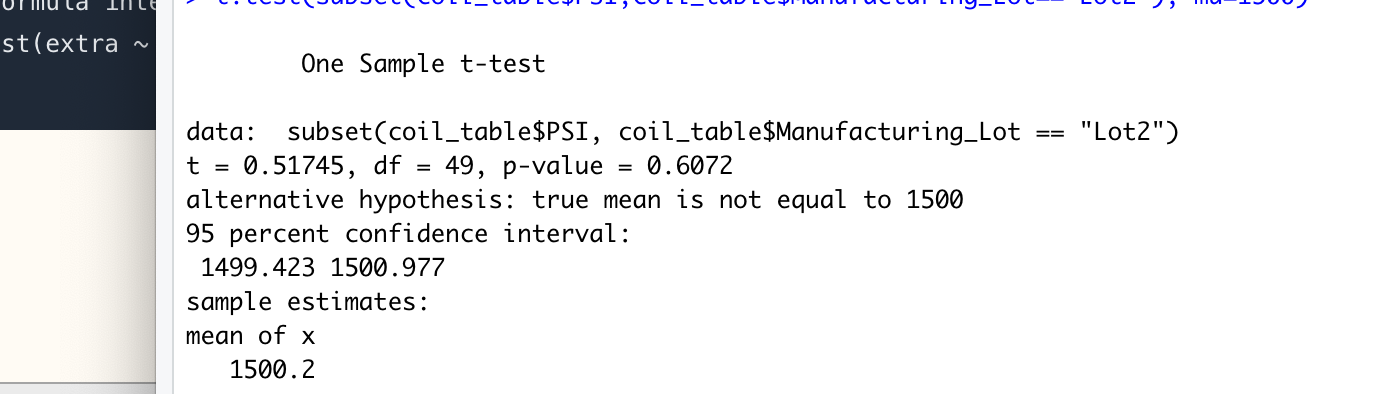 ormula inte
st(extra ~
> t.test(subset(coil_table$PSI,coil_table$Manufacturing_Lot== "Lot2"), mu=1500)
One Sample t-test
data:  subset(coil_table$PSI, coil_table$Manufacturing_Lot == "Lot2")
t = 0.51745, df = 49, p-value = 0.6072
alternative hypothesis: true mean is not equal to 1500
95 percent confidence interval:
1499.423 1500.977
sample estimates:
mean of x
1500.2